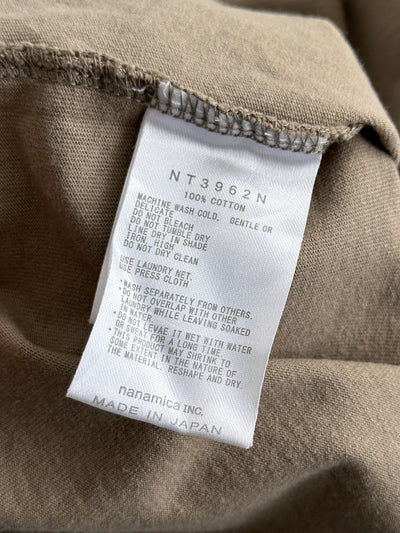 NT3962N
100% COTTON
MACHINE WASH COLD. GENTLE OR
DELICATE
DO NOT BLEACH
DO NOT TUMBLE DRY
LINE DRY IN SHADE
IRON, HIGH
DO NOT DRY CLEAN
USE LAUNDRY NET.
USE PRESS CLOTH
・WASH SEPARATELY FROM OTHERS.
・DO NOT OVERLAP WITH OTHER
LAUNDRY WHILE LEAVING SOAKED
IN WATER.
・DO NOT LEVAE IT WET WITH WATER
OR SWEAT FOR A LONG TIME
・THIS PRODUCT MAY SHRINK TO
SOME EXTENT IN THE NATURE OF
THE MATERIAL. RESHAPE AND DRY.
nanamica INC.
MADE IN JAPAN